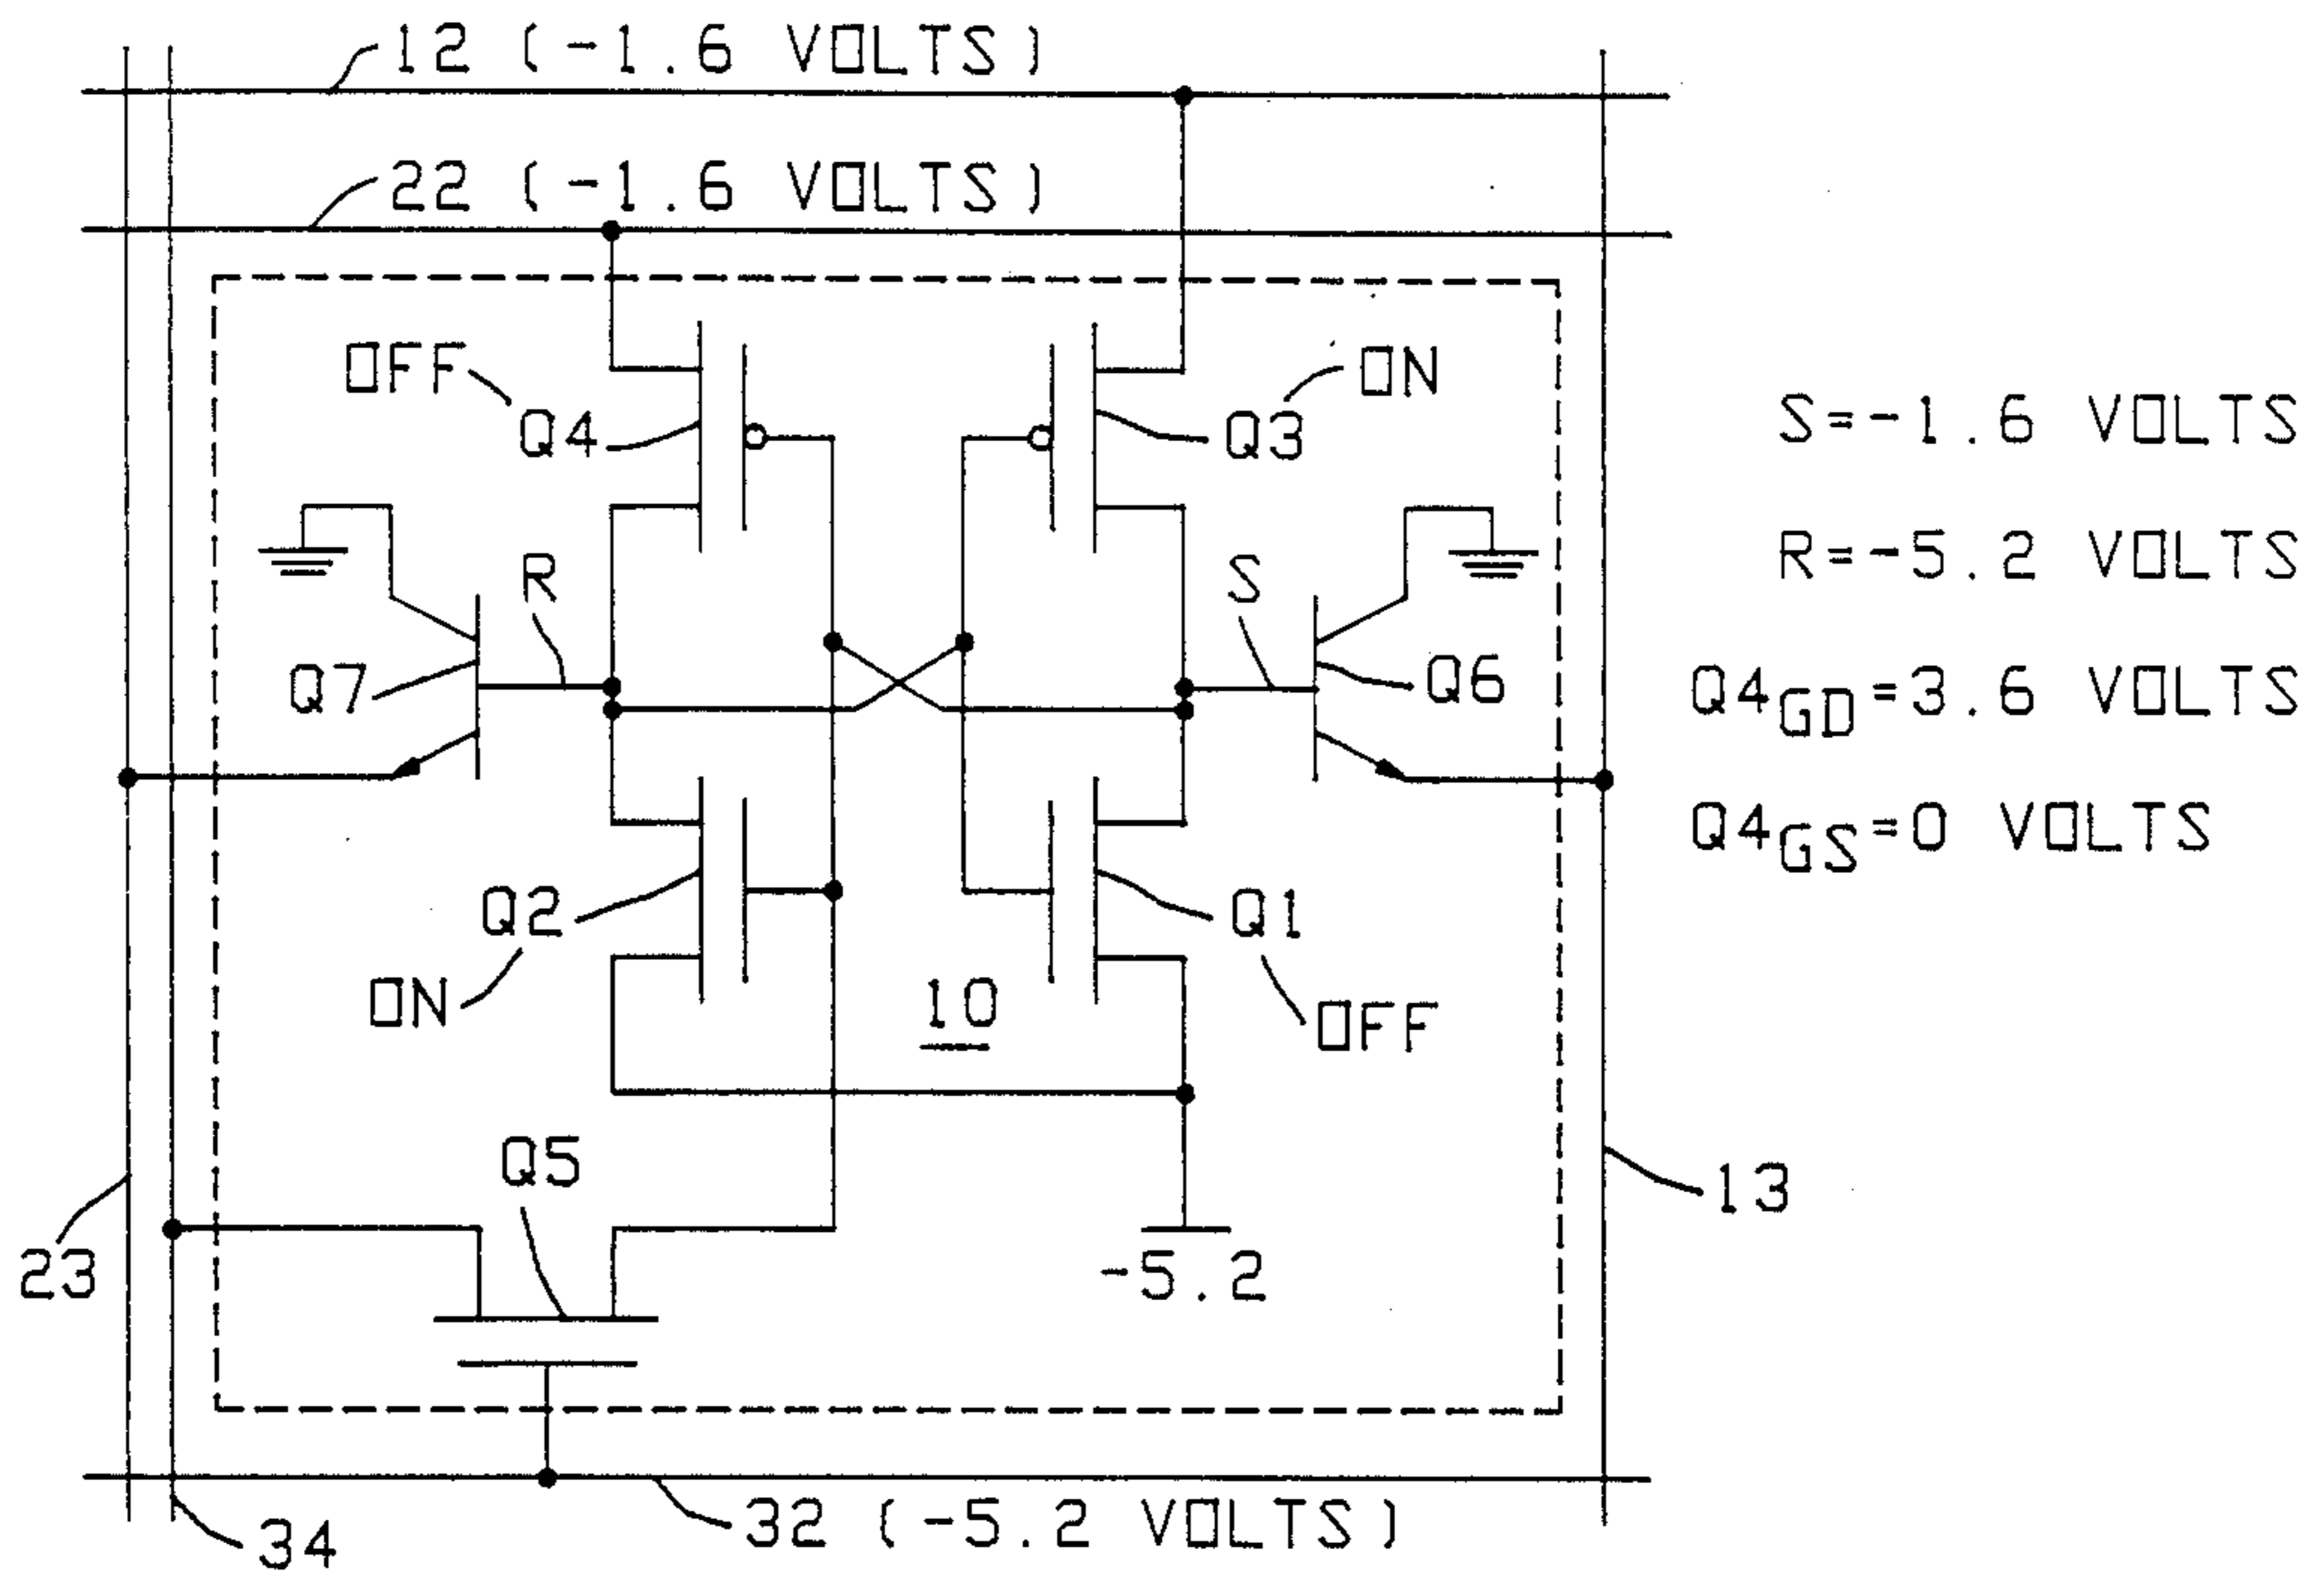 12 (-1.6 VOLTS)
22 (-1.6 VOLTS)
OFF
Q4
ON
Q3
S=-1.6 VOLTS
R=-5.2 VOLTS
Q4GD=3.6 VOLTS
Q4GS=0 VOLTS
R
S
Q7
Q6
Q2
Q1
ON
10
OFF
Q5
13
23
-5.2
32 (-5.2 VOLTS)
34